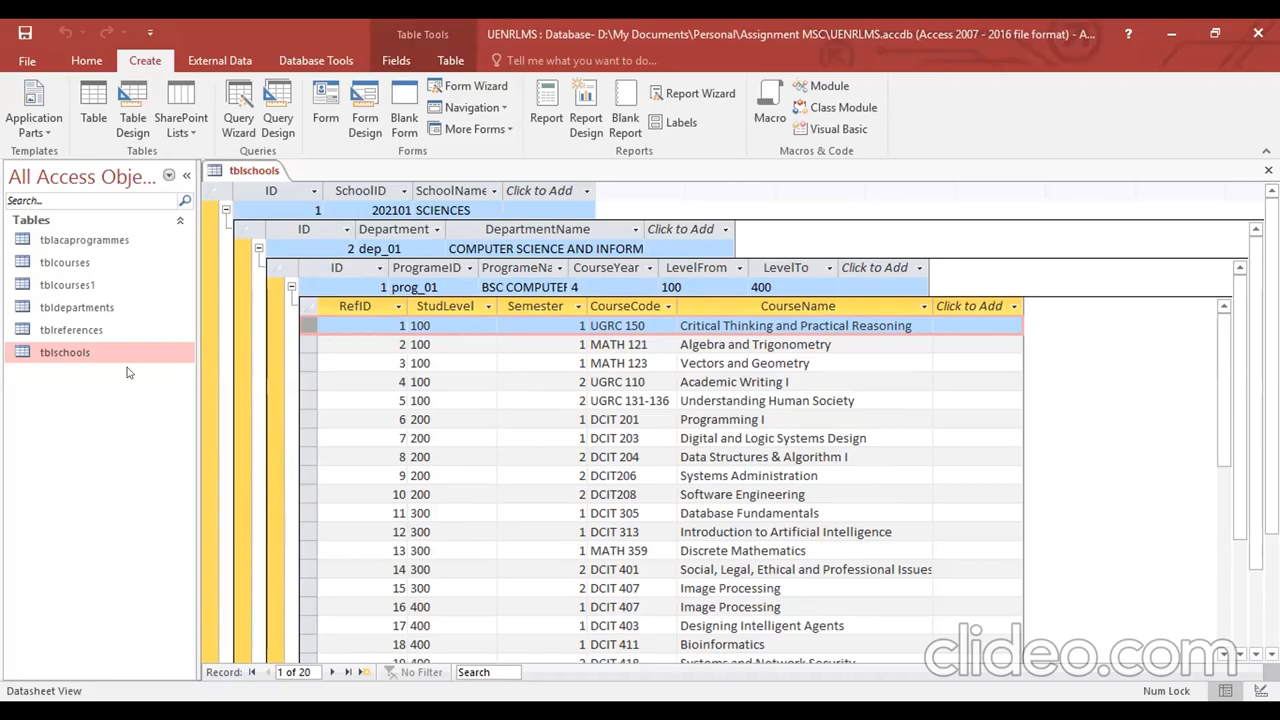 Table Tools
UENRLMS : Database- D:\My Documents\Personal\Assignment MSC\UENRLMS.accdb (Access 2007 - 2016 file format) - A...
File Home Create External Data Database Tools Fields Table Tell me what you want to do...
Application Parts
Table
Table Design
SharePoint Lists
Query Wizard
Query Design
Form
Form Design
Blank Form
Form Wizard
Navigation
More Forms
Report
Report Design
Blank Report
Report Wizard
Labels
Macro
Module
Class Module
Visual Basic
Templates Tables Queries Forms Reports Macros & Code
All Access Obje...
Search...
Tables
tblacaprogrammes
tblcourses
tblcourses1
tbldepartments
tblreferences
tblschools
tblschools
ID SchoolID SchoolName Click to Add
1 202101 SCIENCES
ID Department DepartmentName Click to Add
2 dep_01 COMPUTER SCIENCE AND INFORM
ID ProgrameID ProgrameNa CourseYear LevelFrom LevelTo Click to Add
1 prog_01 BSC COMPUTER 4 100 400
RefID StudLevel Semester CourseCode CourseName Click to Add
1 100 1 UGRC 150 Critical Thinking and Practical Reasoning
2 100 1 MATH 121 Algebra and Trigonometry
3 100 1 MATH 123 Vectors and Geometry
4 100 2 UGRC 110 Academic Writing I
5 100 2 UGRC 131-136 Understanding Human Society
6 200 1 DCIT 201 Programming I
7 200 1 DCIT 203 Digital and Logic Systems Design
8 200 2 DCIT 204 Data Structures & Algorithm I
9 200 2 DCIT206 Systems Administration
10 200 2 DCIT208 Software Engineering
11 300 1 DCIT 305 Database Fundamentals
12 300 1 DCIT 313 Introduction to Artificial Intelligence
13 300 1 MATH 359 Discrete Mathematics
14 300 2 DCIT 401 Social, Legal, Ethical and Professional Issues
15 300 2 DCIT 407 Image Processing
16 400 1 DCIT 407 Image Processing
17 400 1 DCIT 403 Designing Intelligent Agents
18 400 1 DCIT 411 Bioinformatics
19 400 2 DCIT 418 Systems and Network Security
clideo.com
Record: 1 of 20 No Filter Search
Datasheet View Num Lock